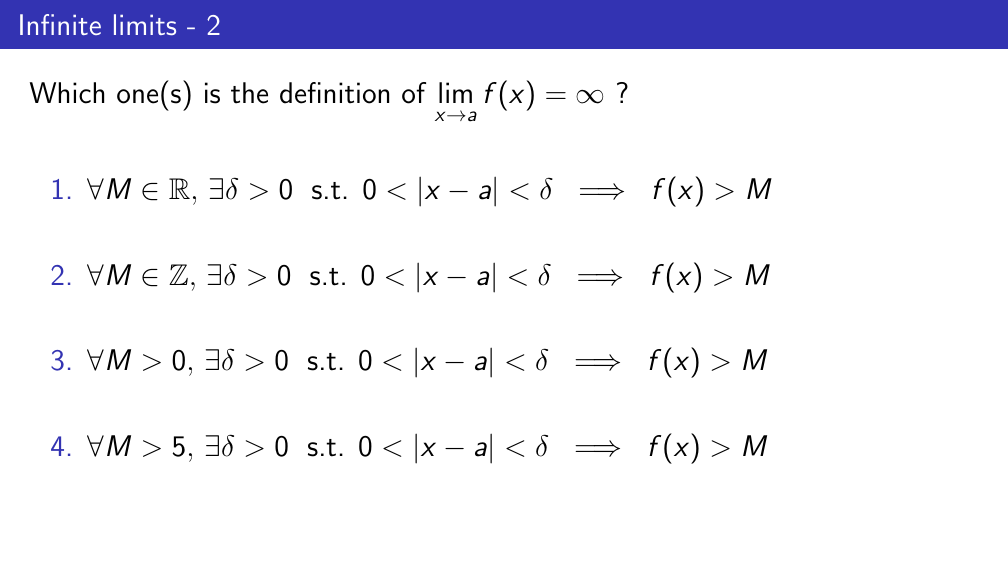 Infinite limits - 2
Which one(s) is the definition of lim f(x) = ∞ ?
x→a
1. ∀M ∈ ℝ, ∃δ > 0 s.t. 0 < |x − a| < δ ⟹ f(x) > M
2. ∀M ∈ ℤ, ∃δ > 0 s.t. 0 < |x − a| < δ ⟹ f(x) > M
3. ∀M > 0, ∃δ > 0 s.t. 0 < |x − a| < δ ⟹ f(x) > M
4. ∀M > 5, ∃δ > 0 s.t. 0 < |x − a| < δ ⟹ f(x) > M